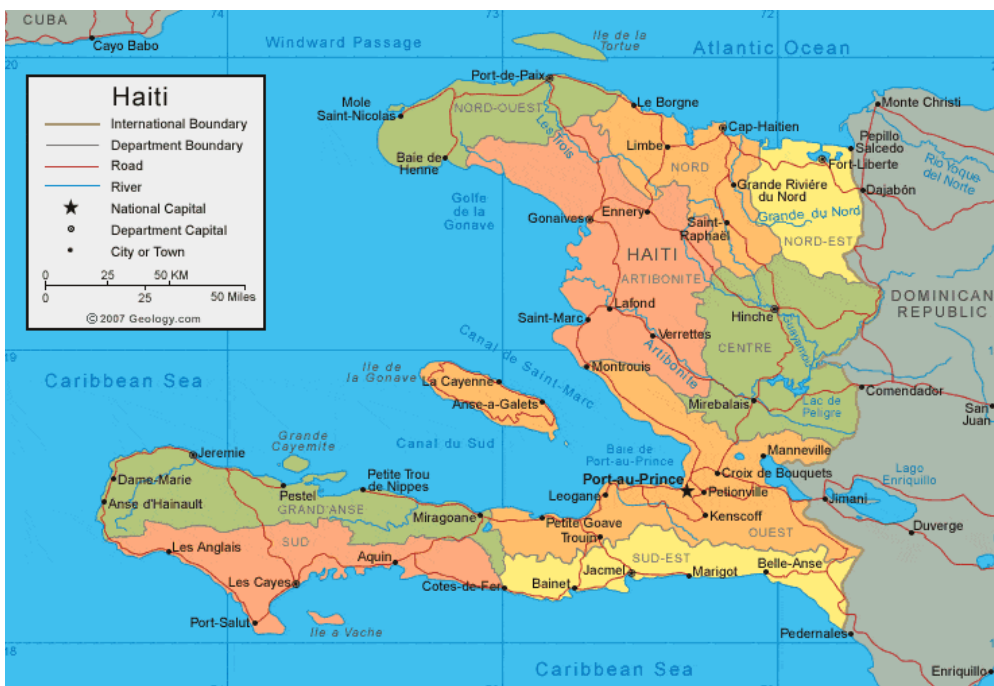 74
73
72
CUBA
Cayo Babo
Windward Passage
Ile de la
Tortue
Atlantic Ocean
20
Haiti
International Boundary
Department Boundary
Road
River
National Capital
Department Capital
City or Town
0 25 50 KM
0 25 50 Miles
© 2007 Geology.com
Port-de-Paix
Mole
Saint-Nicolas
NORD-OUEST
Le Borgne
Monte Christi
Les Trois
Cap-Haitien
Pepillo
Salcedo
Limbe
Fort-Liberte
Rio Yoque
del Norte
Baie de
Henne
NORD
Grande Riviére
du Nord
Dajabón
Golfe
de la
Gonave
Gonaives
Ennery
Saint-
Raphaël
Grande du Nord
NORD-EST
HAITI
ARTIBONITE
DOMINICAN
REPUBLIC
Lafond
Saint-Marc
Hinche
Guayamou
Verrettes
Artibonite
CENTRE
19
Canal de Saint-Marc
Montrouis
Caribbean Sea
Ile de
la Gonave
La Cayenne
Anse-a-Galets
Mirebalais
Lac de
Peligre
Comendador
San
Juan
Canal du Sud
Grande
Cayemite
Jeremie
Baie de
Port-au-Prince
Manneville
Port-au-Prince
Croix de Bouquets
Lago
Enriquillo
Dame-Marie
Pestel
Petite Trou
de Nippes
Leogane
Petionville
Jimani
Anse d'Hainault
GRAND'ANSE
Miragoane
Petite Goave
Kenscoff
Trouin
OUEST
Duverge
Les Anglais
SUD
Aquin
SUD-EST
Les Cayes
Cotes-de-Fer
Bainet
Jacmel
Marigot
Belle-Anse
Port-Salut
Ile a Vache
Pedernales
18
Caribbean Sea
Enriquillo